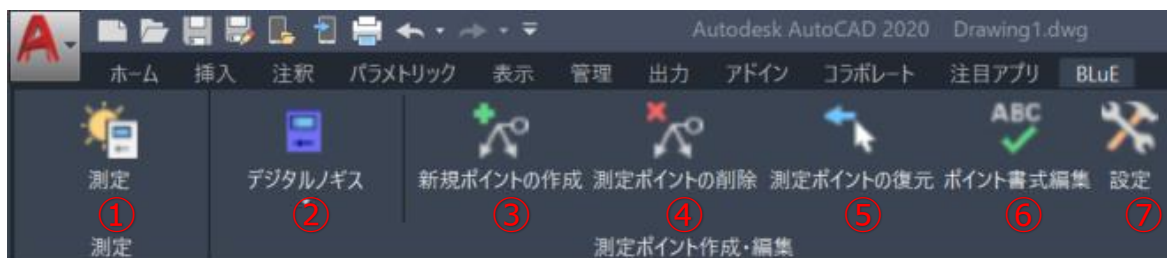 Autodesk AutoCAD 2020 Drawing1.dwg
ホーム 挿入 注釈 パラメトリック 表示 管理 出力 アドイン コラボレート 注目アプリ BLuE
ABC
測定 デジタルノギス 新規ポイントの作成 測定ポイントの削除 測定ポイントの復元 ポイント書式編集 設定
① ② ③ ④ ⑤ ⑥ ⑦
測定 測定ポイント作成・編集